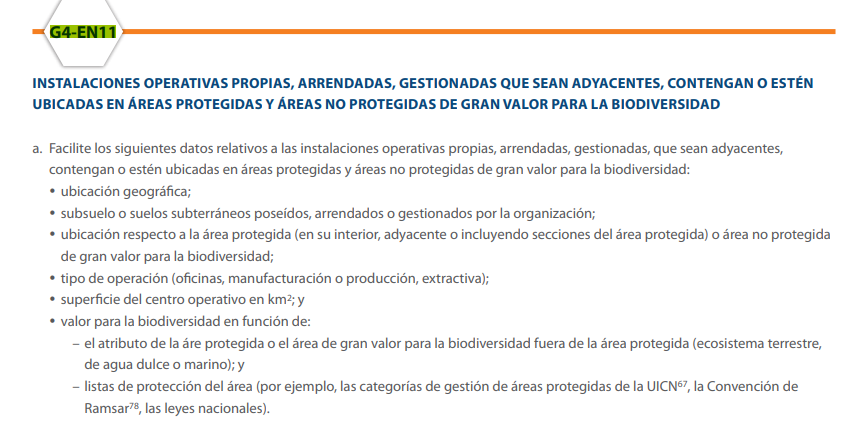 G4-EN11
INSTALACIONES OPERATIVAS PROPIAS, ARRENDADAS, GESTIONADAS QUE SEAN ADYACENTES, CONTENGAN O ESTÉN
UBICADAS EN ÁREAS PROTEGIDAS Y ÁREAS NO PROTEGIDAS DE GRAN VALOR PARA LA BIODIVERSIDAD
a. Facilite los siguientes datos relativos a las instalaciones operativas propias, arrendadas, gestionadas, que sean adyacentes,
contengan o estén ubicadas en áreas protegidas y áreas no protegidas de gran valor para la biodiversidad:
• ubicación geográfica;
• subsuelo o suelos subterráneos poseídos, arrendados o gestionados por la organización;
• ubicación respecto a la área protegida (en su interior, adyacente o incluyendo secciones del área protegida) o área no protegida
de gran valor para la biodiversidad;
• tipo de operación (oficinas, manufacturación o producción, extractiva);
• superficie del centro operativo en km²; y
• valor para la biodiversidad en función de:
– el atributo de la áre protegida o el área de gran valor para la biodiversidad fuera de la área protegida (ecosistema terrestre,
de agua dulce o marino); y
– listas de protección del área (por ejemplo, las categorías de gestión de áreas protegidas de la UICN⁶⁷, la Convención de
Ramsar⁷⁸, las leyes nacionales).